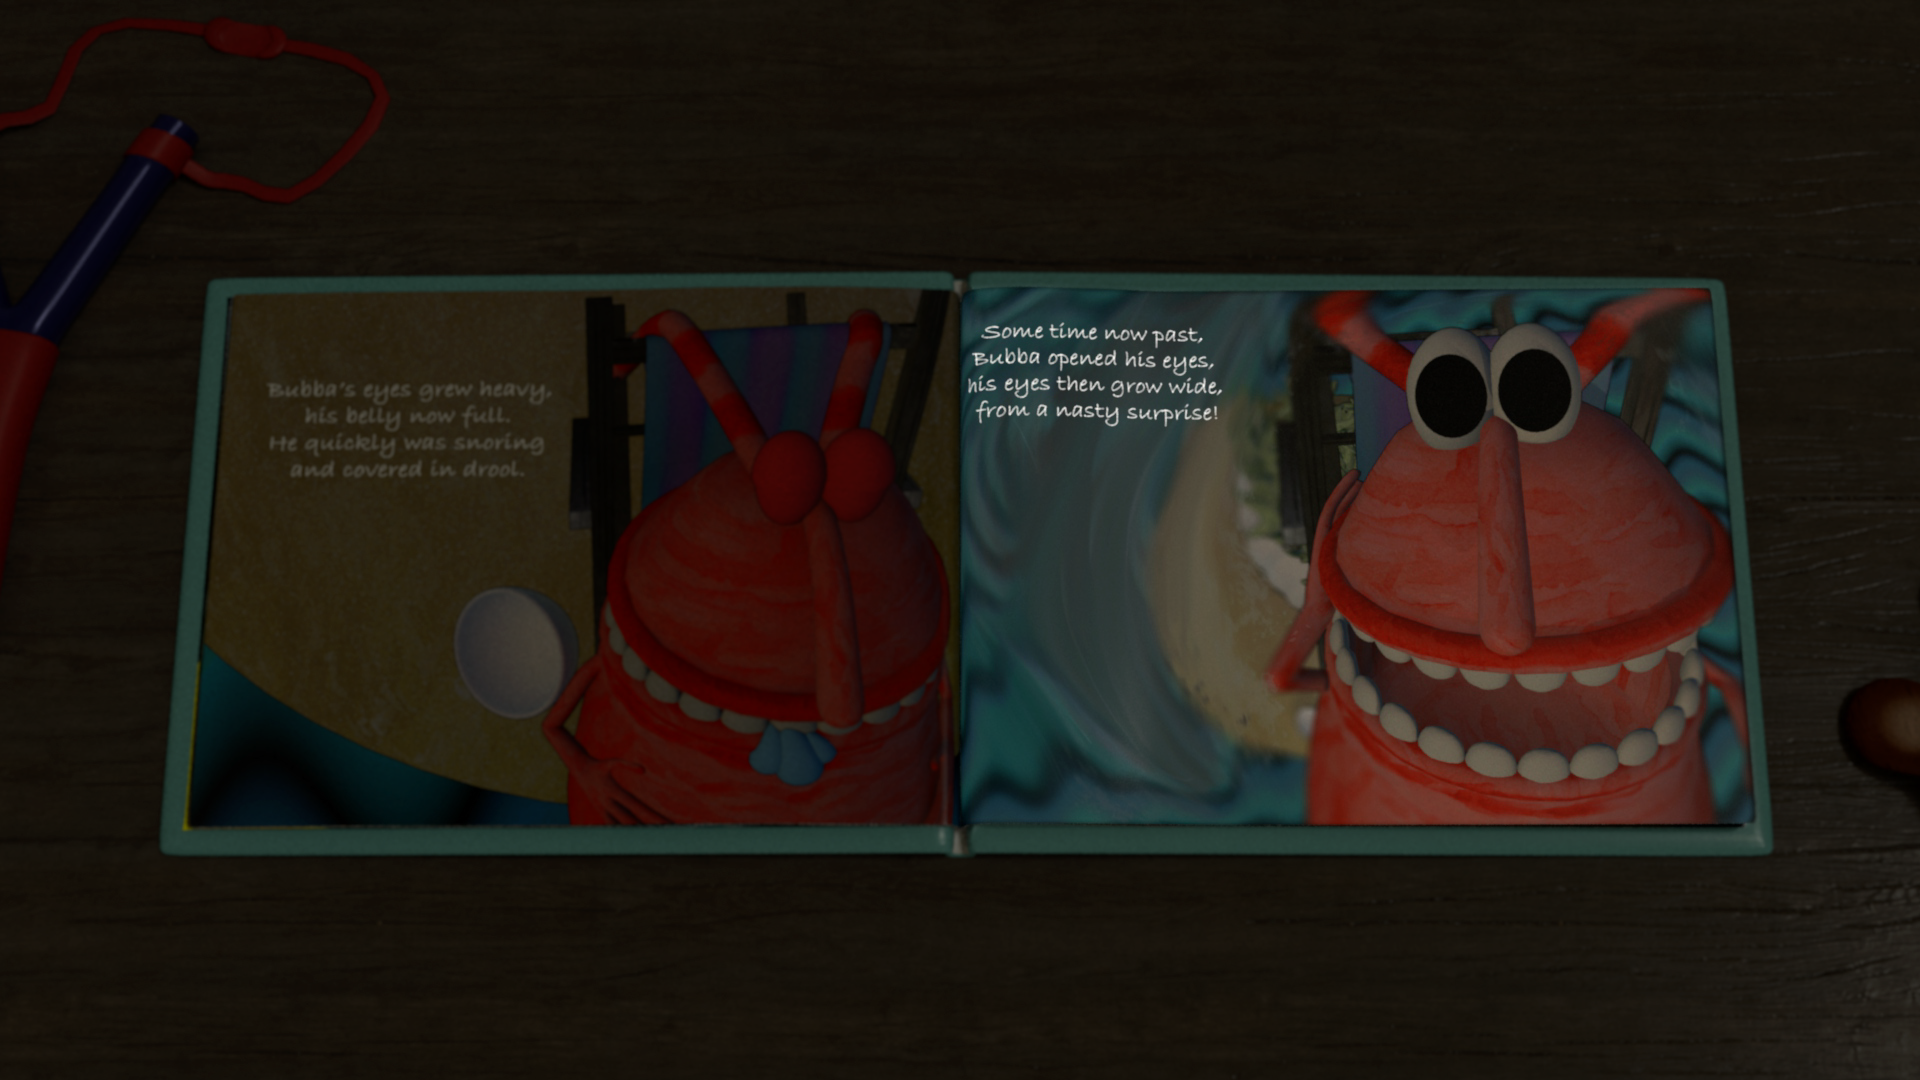 Bubba's eyes grew heavy,
his belly now full.
He quickly was snoring
and covered in drool.
Some time now past,
Bubba opened his eyes,
his eyes then grow wide,
from a nasty surprise!